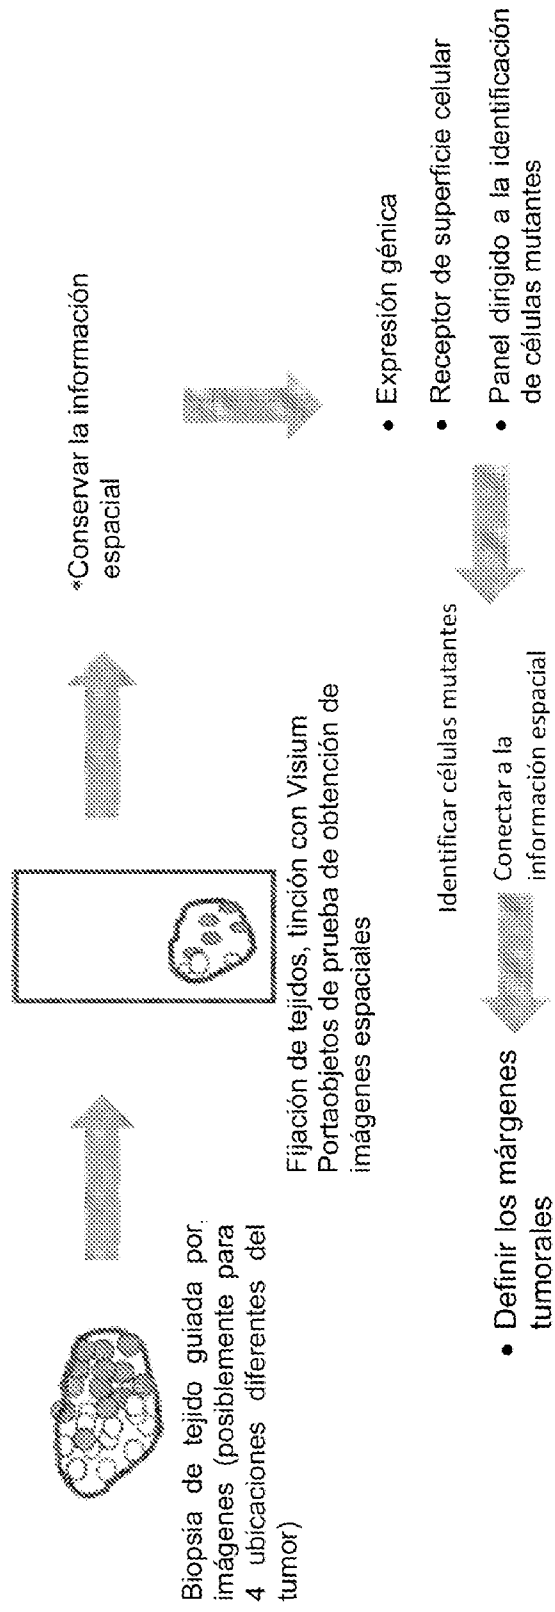 Biopsia de tejido guiada por
imágenes (posiblemente para
4 ubicaciones diferentes del
tumor)
Fijación de tejidos, tinción con Visium
Portaobjetos de prueba de obtención de
imágenes espaciales
*Conservar la información
espacial
• Expresión génica
• Receptor de superficie celular
• Panel dirigido a la identificación
de células mutantes
Identificar células mutantes
Conectar a la
información espacial
• Definir los márgenes
tumorales